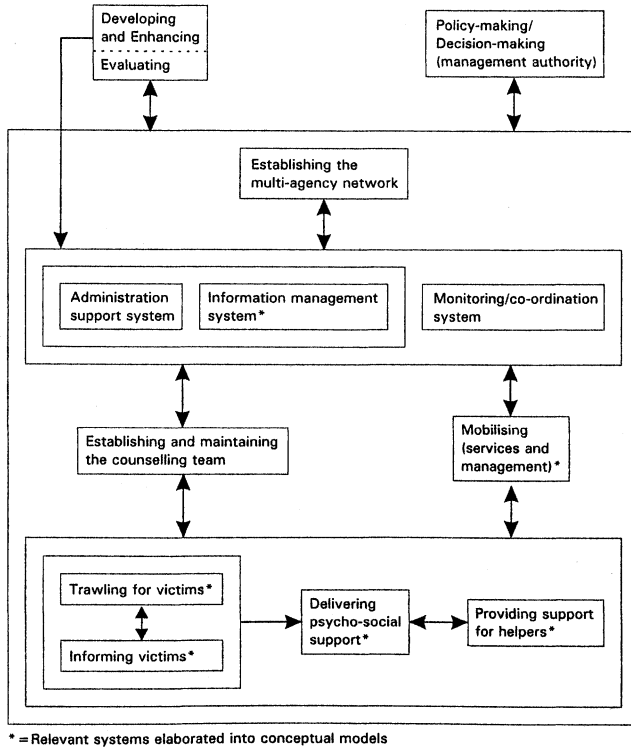 Developing
and Enhancing
Evaluating
Policy-making/
Decision-making
(management authority)
Establishing the
multi-agency network
Administration
support system
Information management
system*
Monitoring/co-ordination
system
Establishing and maintaining
the counselling team
Mobilising
(services and
management)*
Trawling for victims*
Informing victims*
Delivering
psycho-social
support*
Providing support
for helpers*
* = Relevant systems elaborated into conceptual models